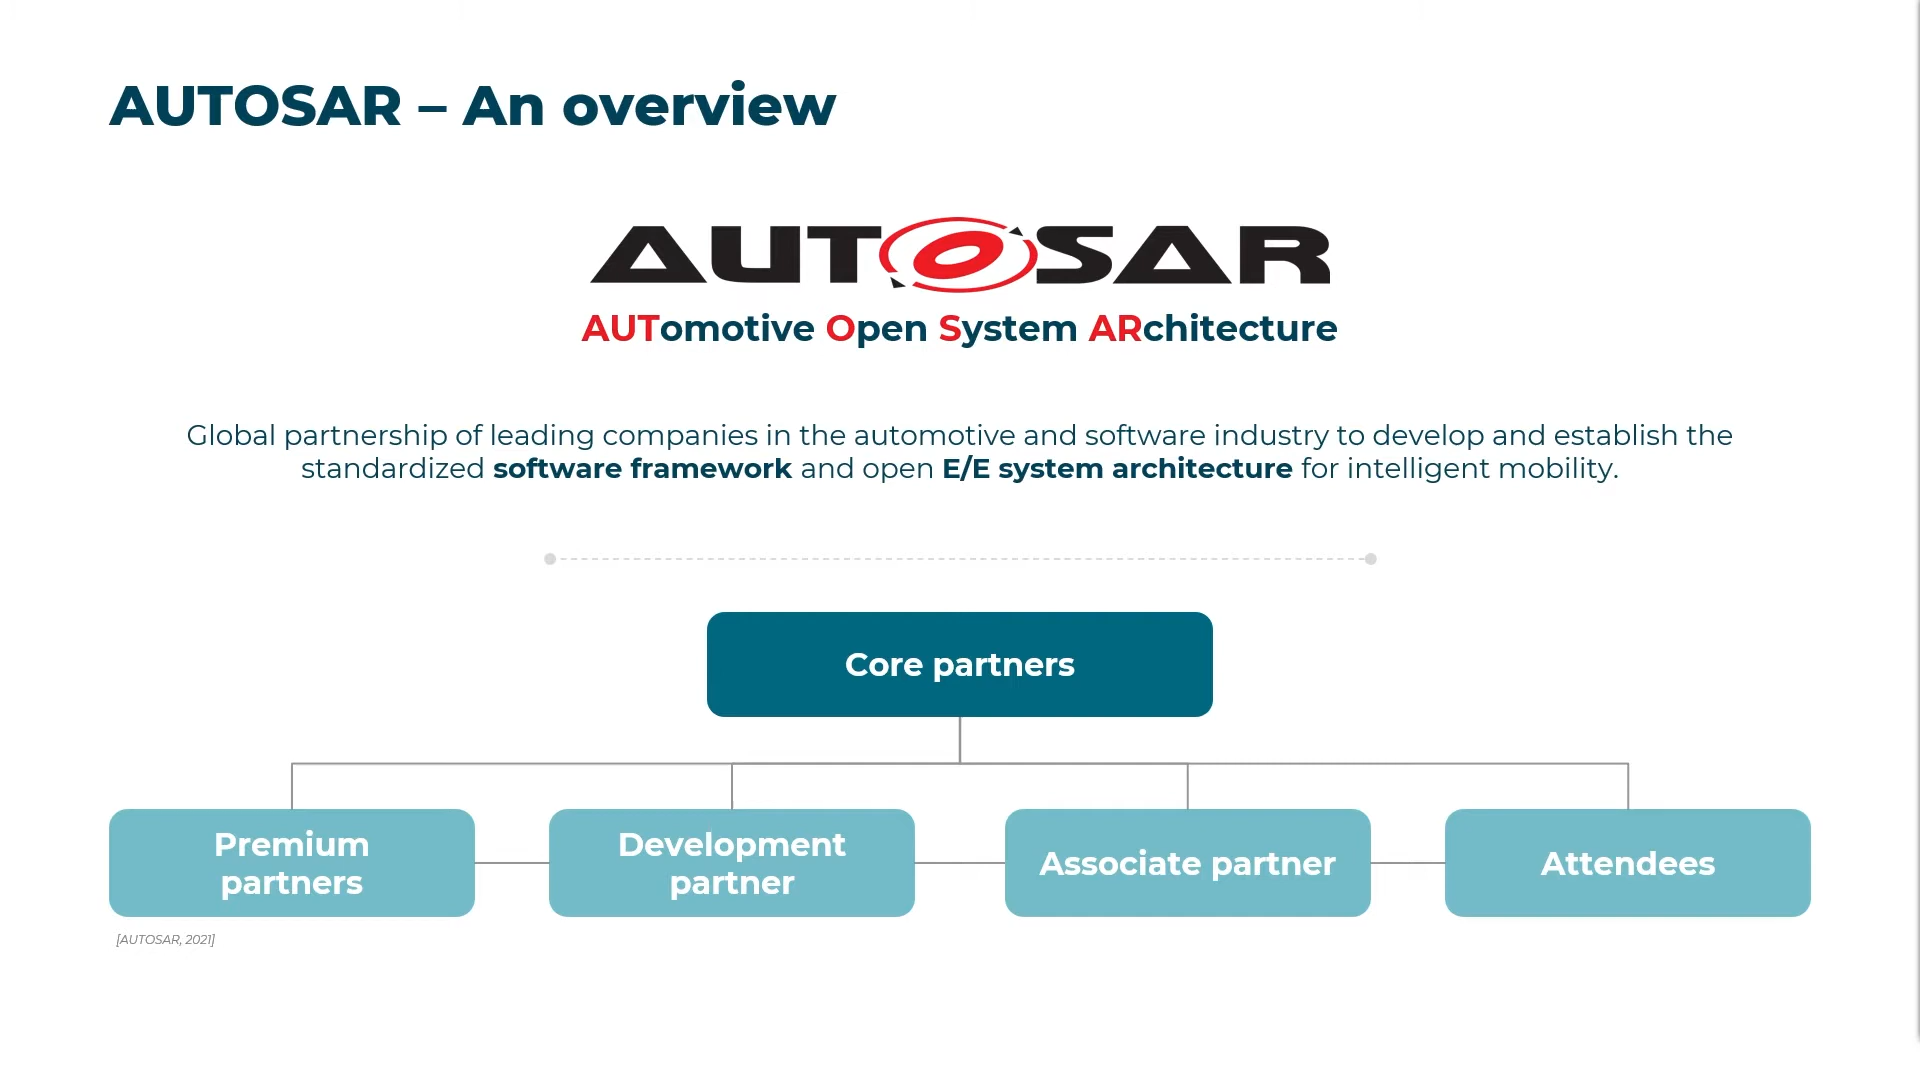 AUTOSAR – An overview
AUTOSAR
AUTomotive Open System ARchitecture
Global partnership of leading companies in the automotive and software industry to develop and establish the
standardized software framework and open E/E system architecture for intelligent mobility.
Core partners
Premium
partners
Development
partner
Associate partner
Attendees
[AUTOSAR, 2021]